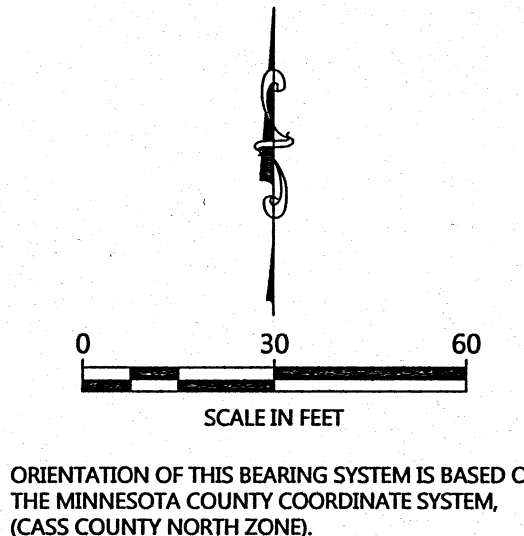 0 30 60
SCALE IN FEET
ORIENTATION OF THIS BEARING SYSTEM IS BASED
THE MINNESOTA COUNTY COORDINATE SYSTEM,
(CASS COUNTY NORTH ZONE).